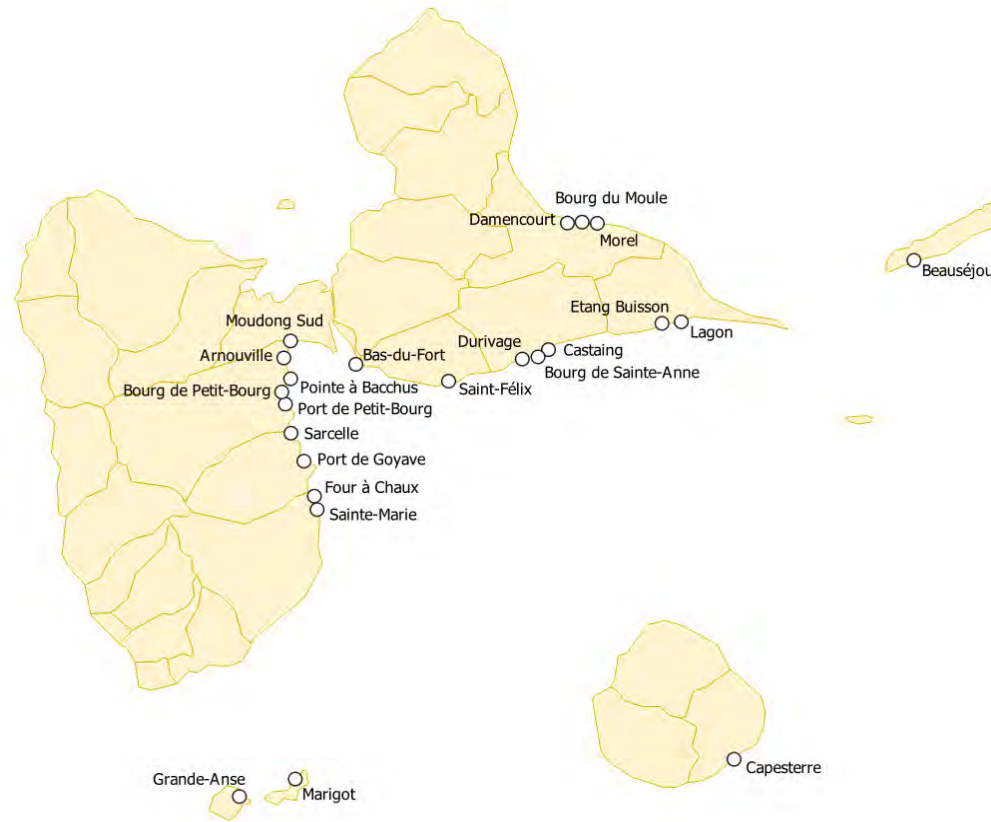 Bourg du Moule
Damencourt
Morel
Beauséjou
Etang Buisson
Lagon
Moudong Sud
Durivage
Castaing
Arnouville
Bas-du-Fort
Bourg de Sainte-Anne
Saint-Félix
Pointe à Bacchus
Bourg de Petit-Bourg
Port de Petit-Bourg
Sarcelle
Port de Goyave
Four à Chaux
Sainte-Marie
Capesterre
Grande-Anse
Marigot